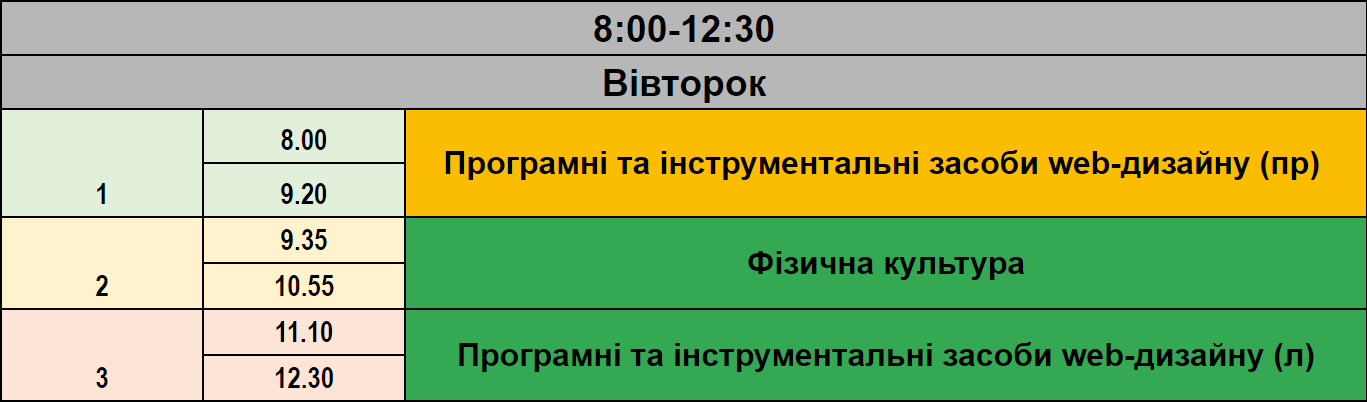 8:00-12:30
Вівторок
8.00
Програмні та інструментальні засоби web-дизайну (пр)
1
9.20
9.35
Фізична культура
2
10.55
11.10
Програмні та інструментальні засоби web-дизайну (л)
3
12.30